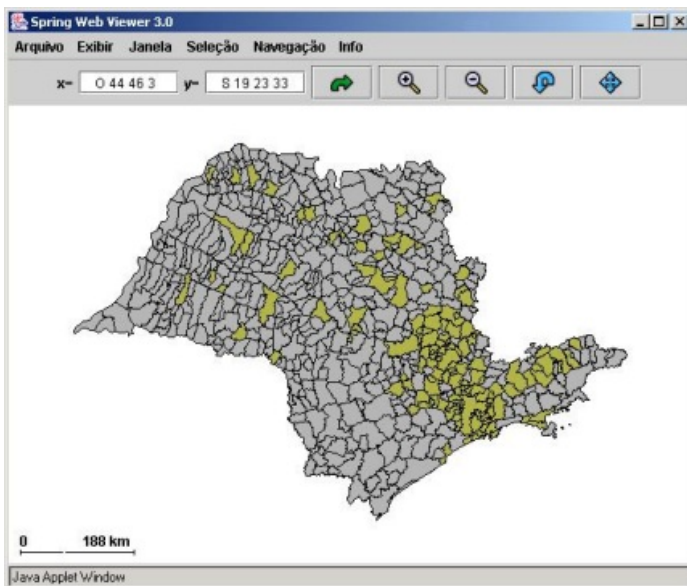 Spring Web Viewer 3.0
Arquivo Exibir Janela Seleção Navegação Info
x= O 44 46 3 y= S 19 23 33
0 188 km
Java Applet Window